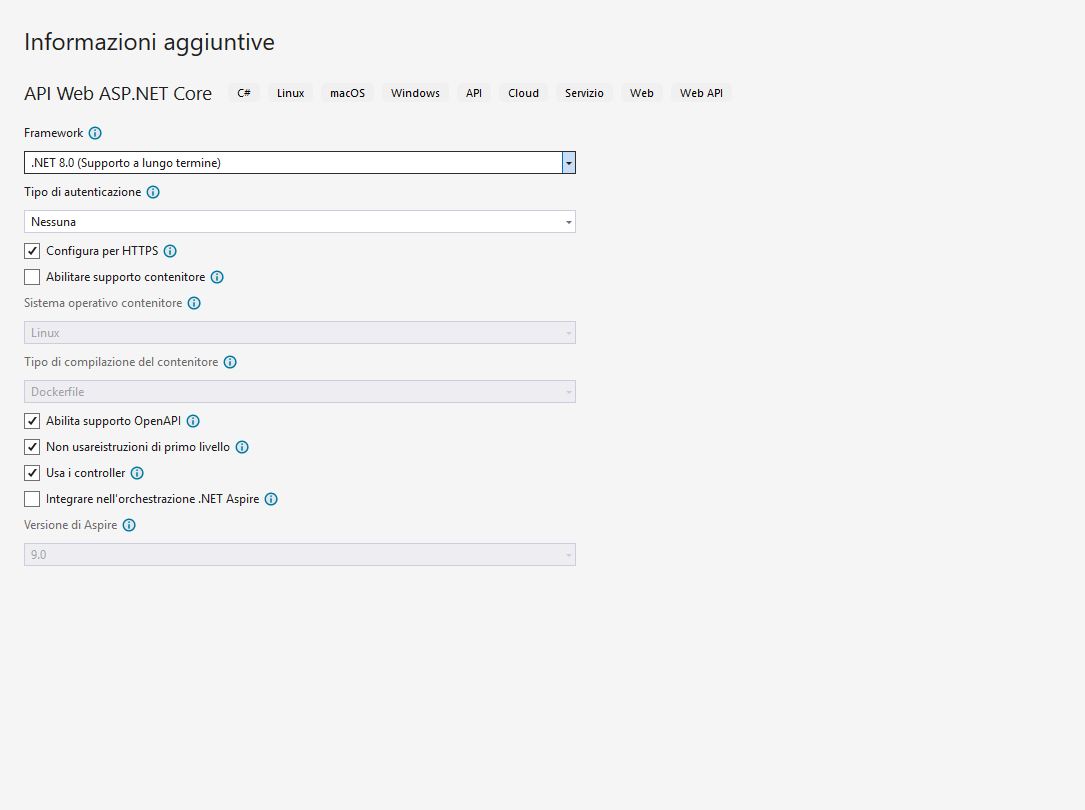 Informazioni aggiuntive
API Web ASP.NET Core C# Linux macOS Windows API Cloud Servizio Web Web API
Framework
.NET 8.0 (Supporto a lungo termine)
Tipo di autenticazione
Nessuna
Configura per HTTPS
Abilitare supporto contenitore
Sistema operativo contenitore
Linux
Tipo di compilazione del contenitore
Dockerfile
Abilita supporto OpenAPI
Non usareistruzioni di primo livello
Usa i controller
Integrare nell'orchestrazione .NET Aspire
Versione di Aspire
9.0